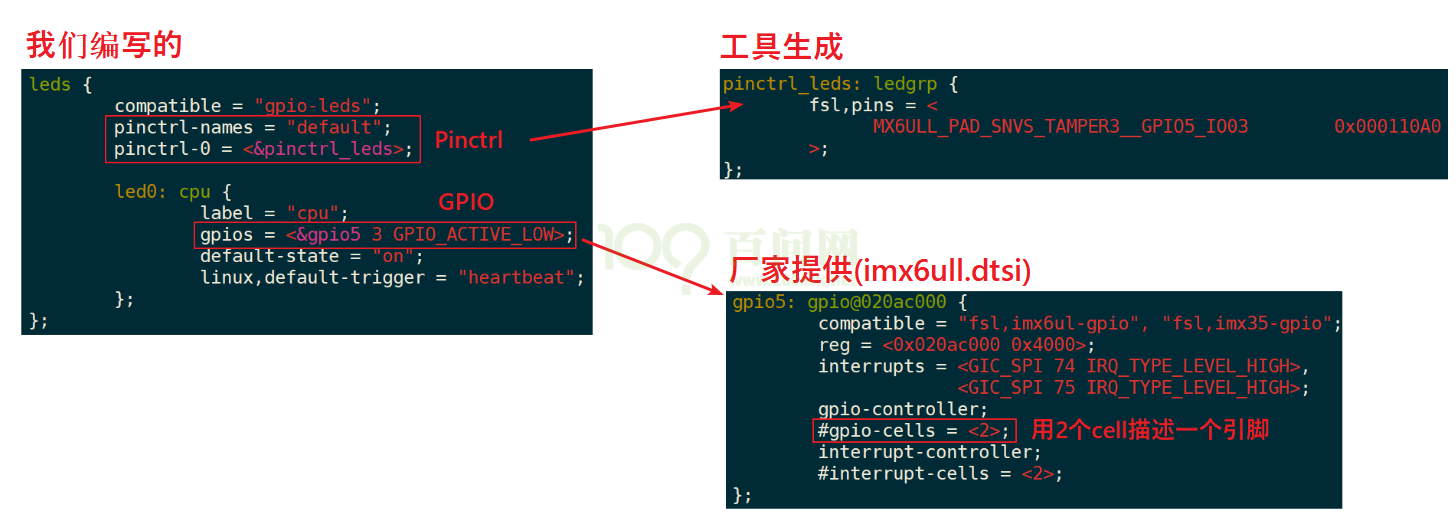 我们编写的
leds {
compatible = "gpio-leds";
pinctrl-names = "default";
pinctrl-0 = <&pinctrl_leds>;
Pinctrl
led0: cpu {
label = "cpu";
GPIO
gpios = <&gpio5 3 GPIO_ACTIVE_LOW>;
default-state = "on";
linux,default-trigger = "heartbeat";
};
};
工具生成
pinctrl_leds: ledgrp {
fsl,pins = <
MX6ULL_PAD_SNVS_TAMPER3__GPIO5_IO03 0x000110A0
>;
};
百问网
厂家提供(imx6ull.dtsi)
gpio5: gpio@020ac000 {
compatible = "fsl,imx6ul-gpio", "fsl,imx35-gpio";
reg = <0x020ac000 0x4000>;
interrupts = <GIC_SPI 74 IRQ_TYPE_LEVEL_HIGH>,
<GIC_SPI 75 IRQ_TYPE_LEVEL_HIGH>;
gpio-controller;
#gpio-cells = <2>; 用2个cell描述一个引脚
interrupt-controller;
#interrupt-cells = <2>;
};